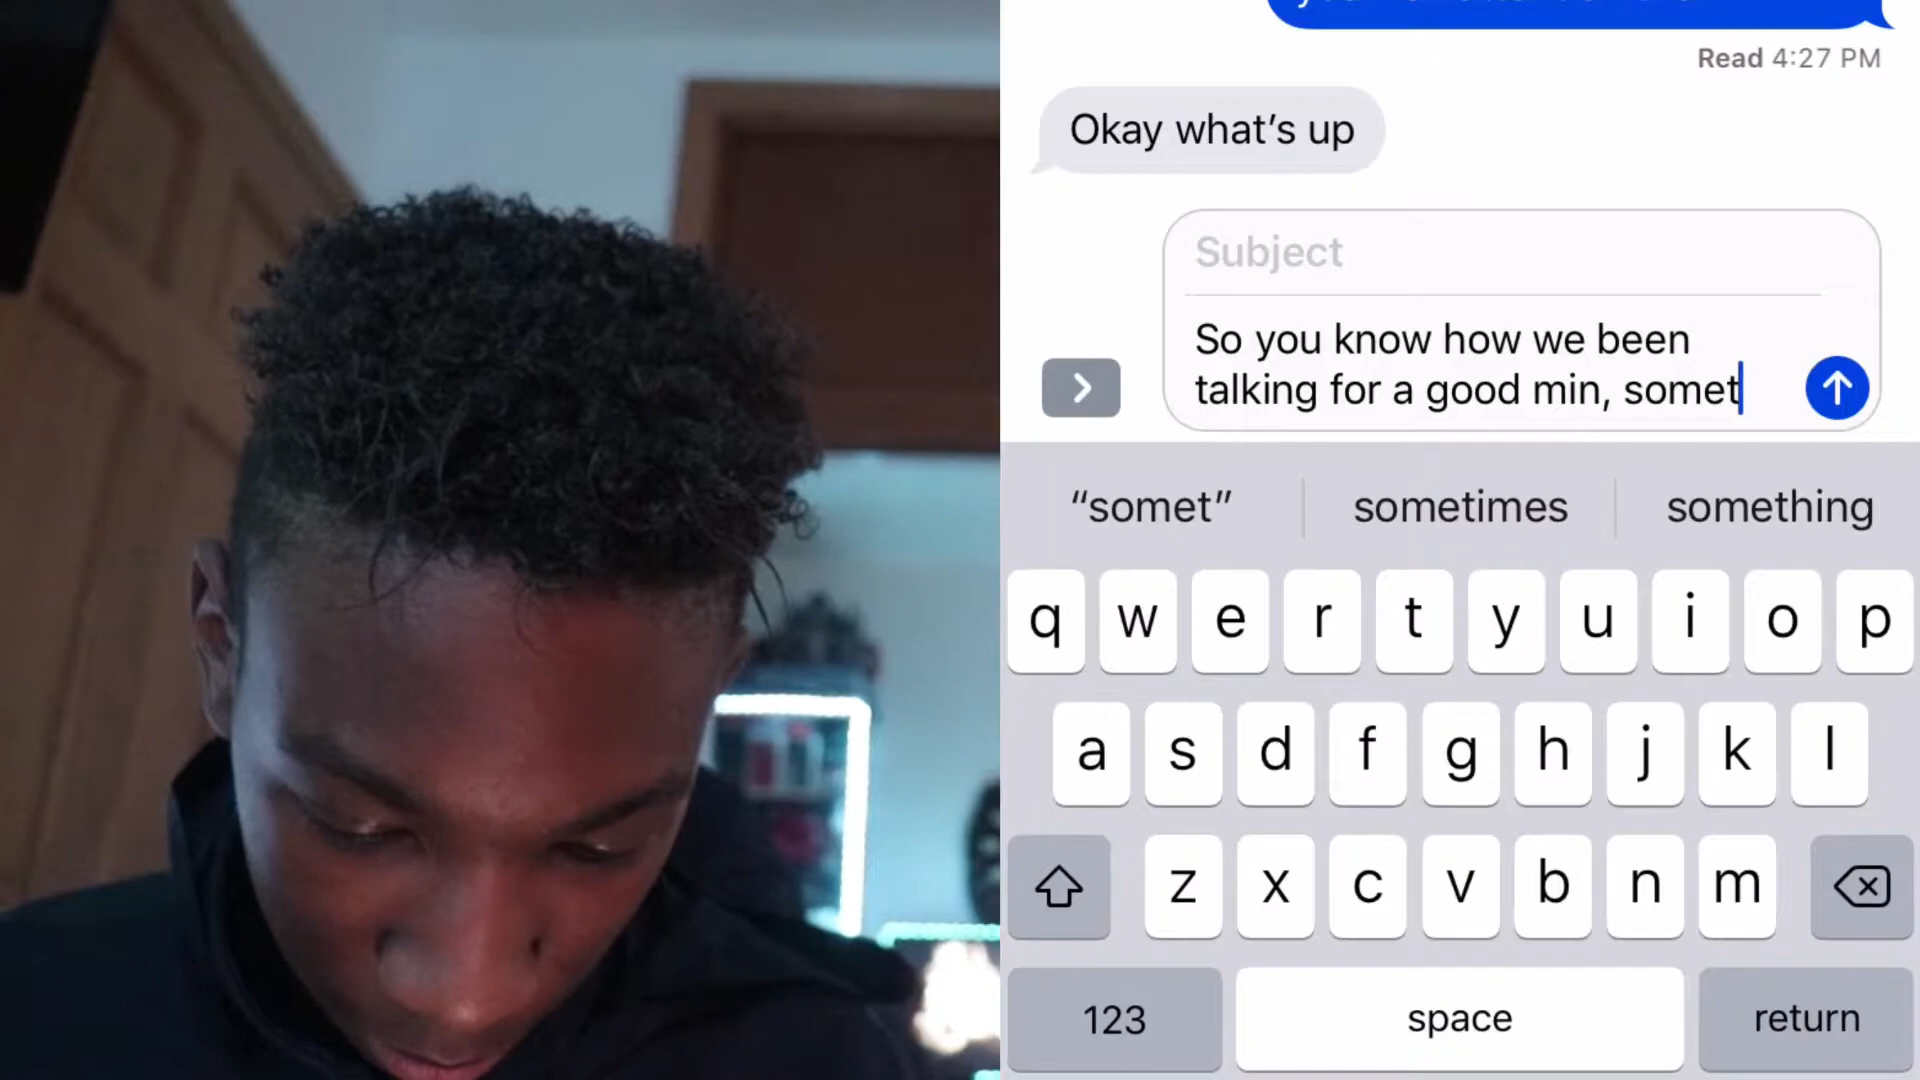 Read 4:27 PM
Okay what's up
Subject
So you know how we been
talking for a good min, somet
“somet” sometimes something
q w e r t y u i o p
a s d f g h j k l
z x c v b n m
123 space return